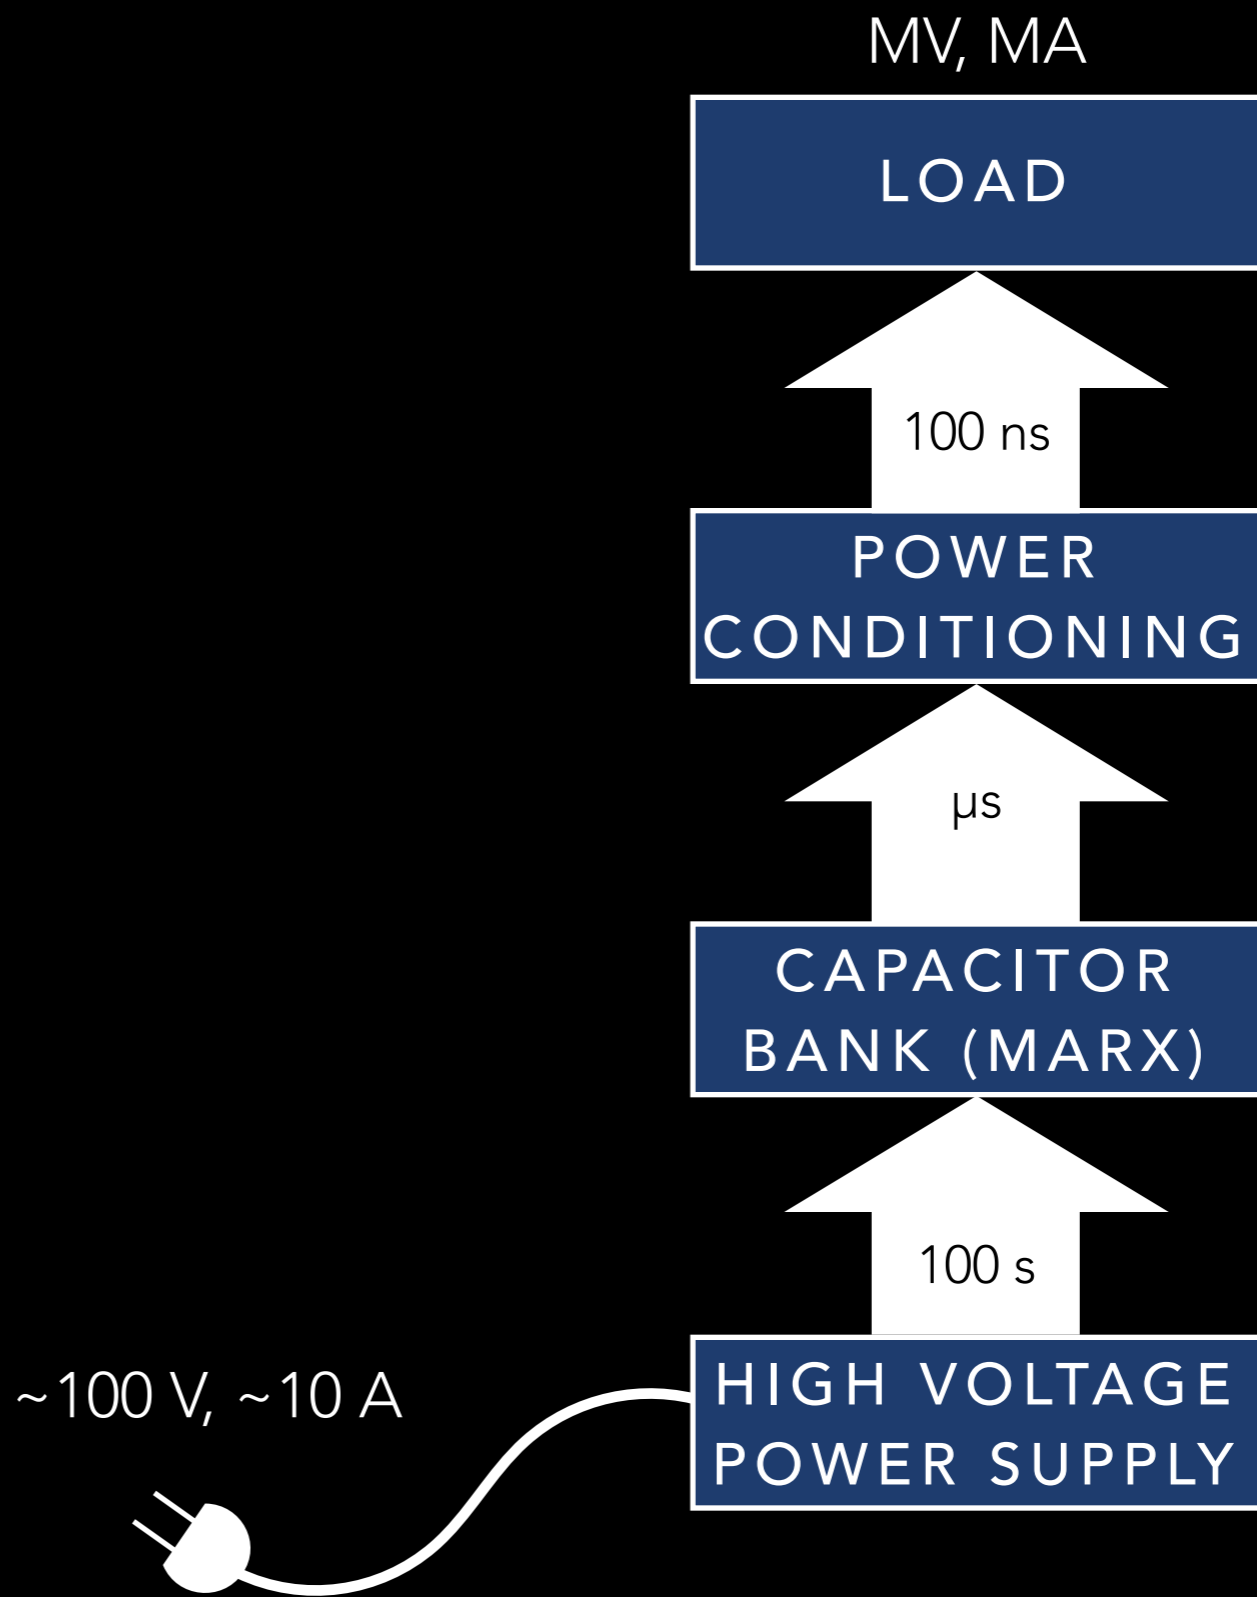 MV, MA
LOAD
100 ns
POWER
CONDITIONING
µs
CAPACITOR
BANK (MARX)
100 s
~100 V, ~10 A
HIGH VOLTAGE
POWER SUPPLY